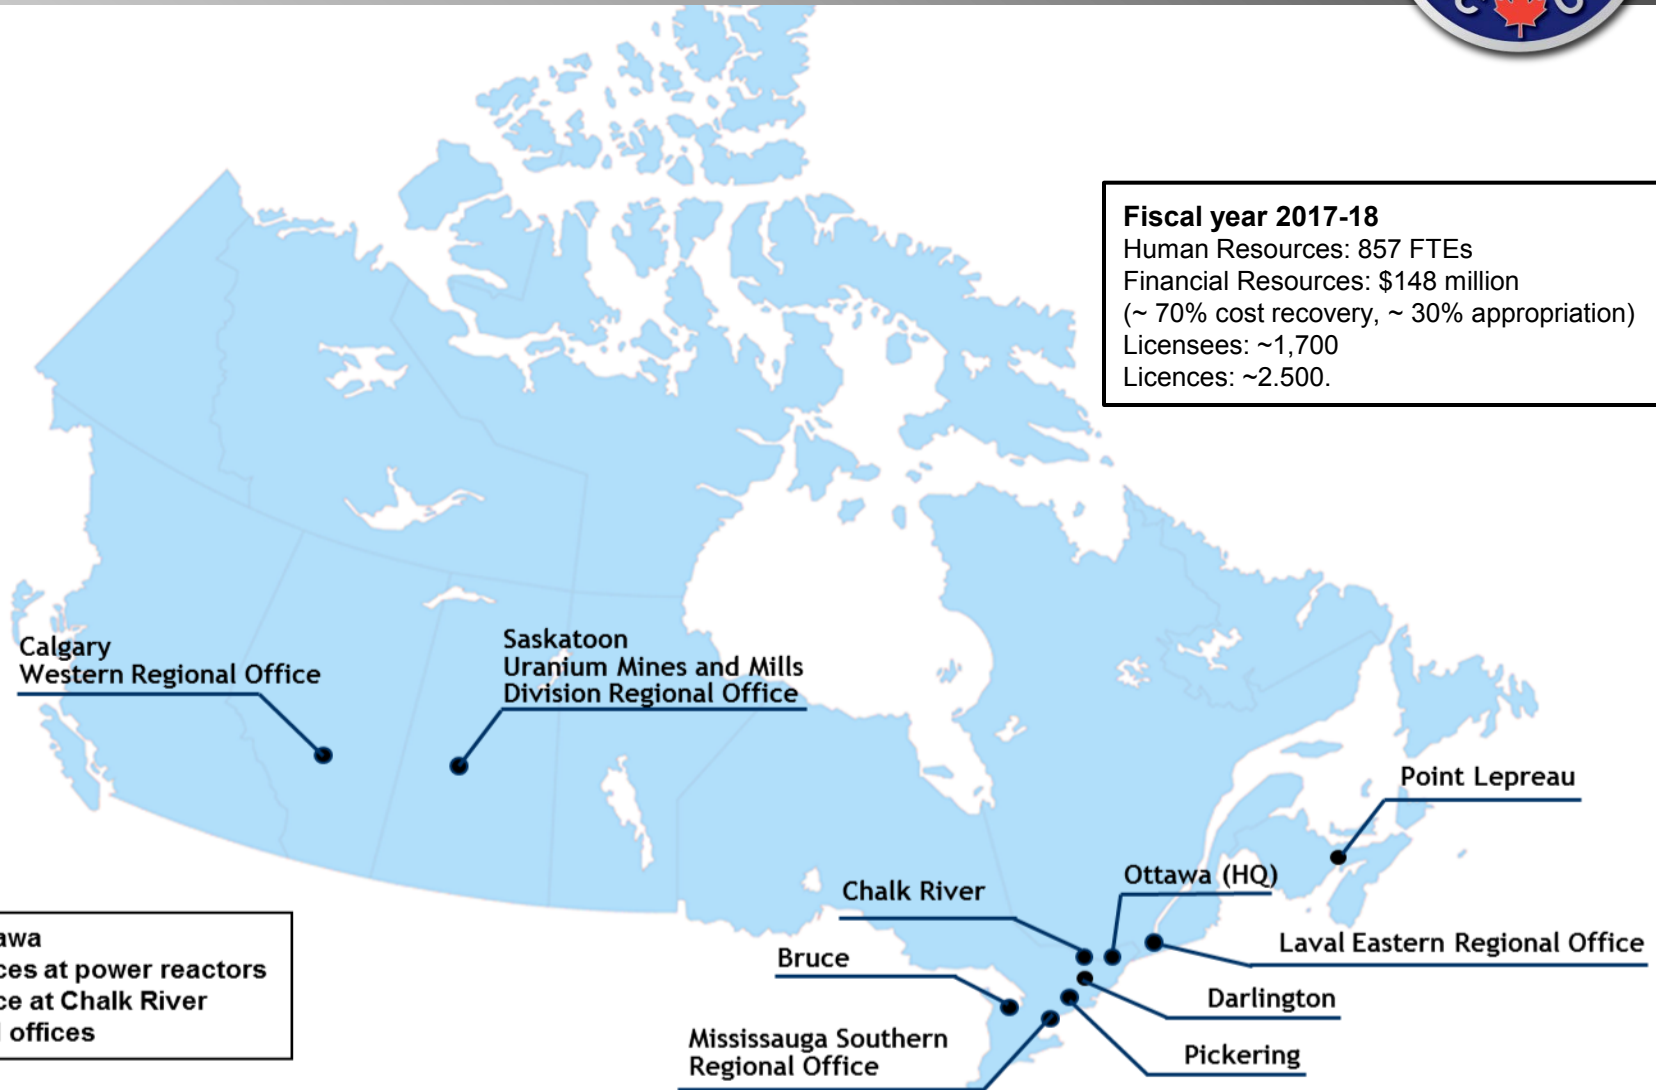 Fiscal year 2017-18
Human Resources: 857 FTEs
Financial Resources: $148 million
(~ 70% cost recovery, ~ 30% appropriation)
Licensees: ~1,700
Licences: ~2.500.
Calgary
Western Regional Office
Saskatoon
Uranium Mines and Mills
Division Regional Office
Point Lepreau
Chalk River
Ottawa (HQ)
Bruce
Laval Eastern Regional Office
Darlington
Mississauga Southern
Regional Office
Pickering
at power reactors
at Chalk River
offices